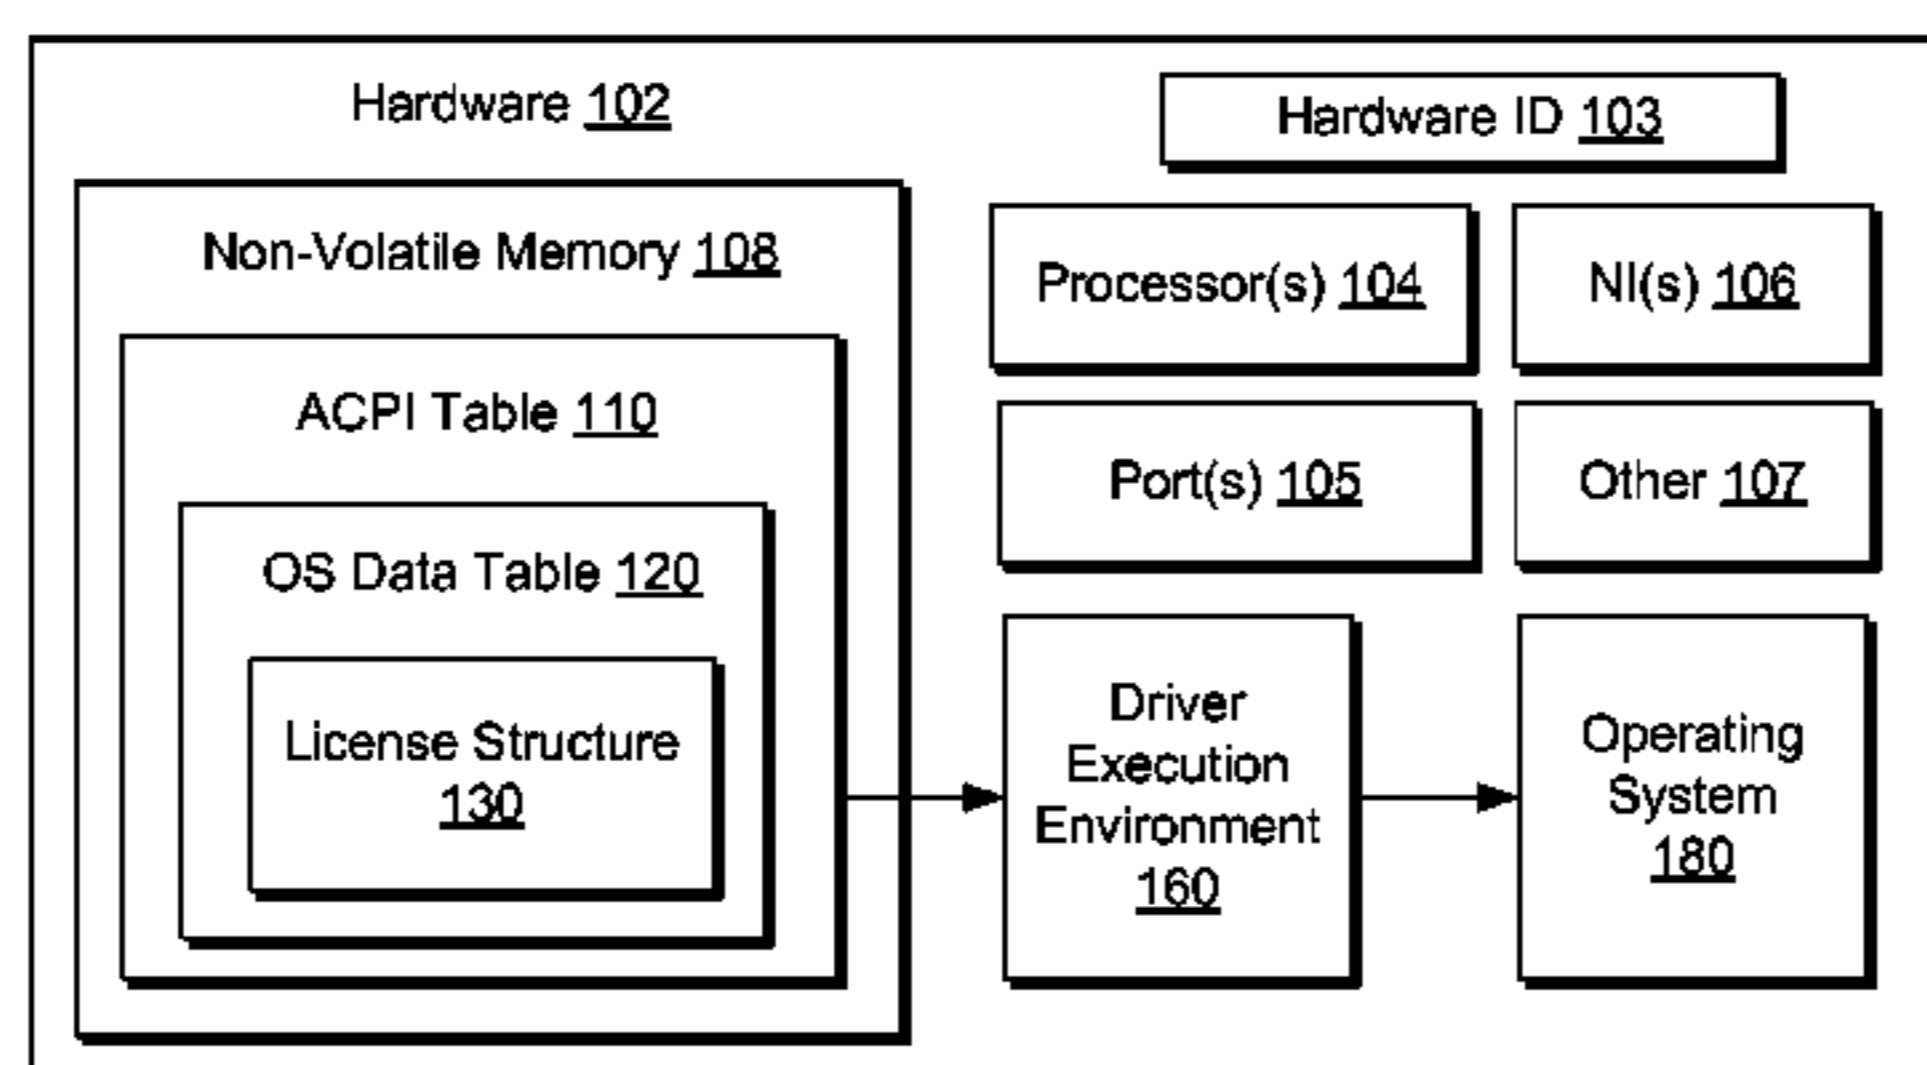 Hardware 102
Hardware ID 103
Non-Volatile Memory 108
Processor(s) 104
NI(s) 106
ACPI Table 110
Port(s) 105
Other 107
OS Data Table 120
License Structure
130
Driver
Execution
Environment
160
Operating
System
180